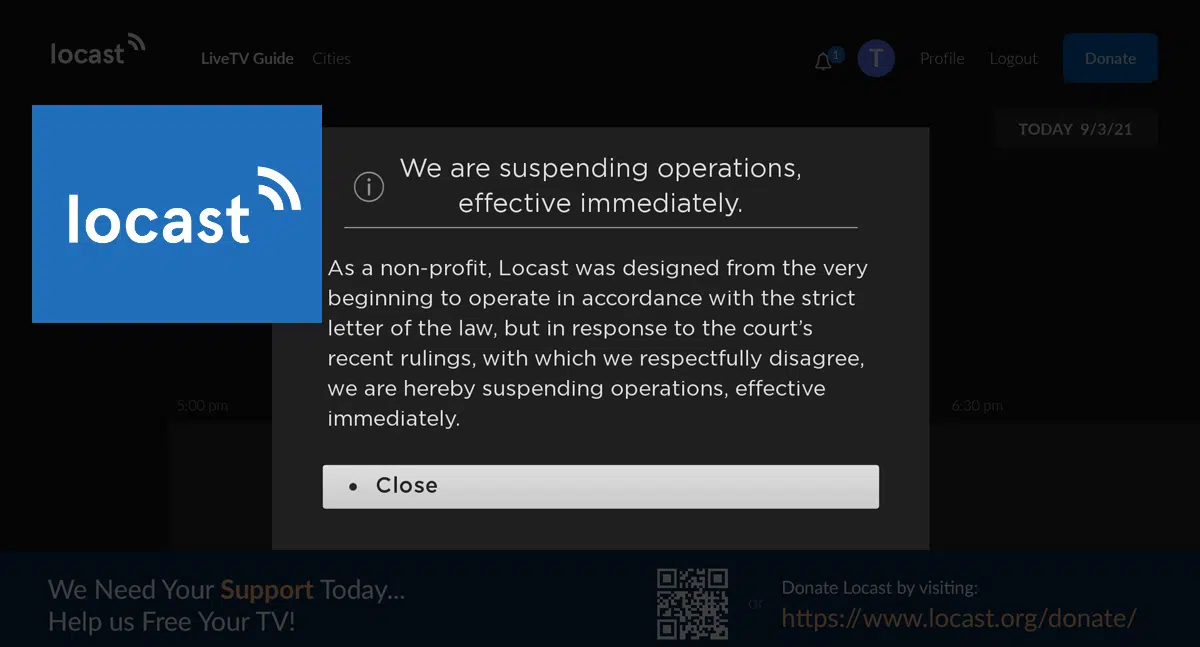 locast
LiveTV Guide
Cities
1
T
Profile
Logout
Donate
TODAY 9/3/21
locast
We are suspending operations,
effective immediately.
As a non-profit, Locast was designed from the very
beginning to operate in accordance with the strict
letter of the law, but in response to the court’s
recent rulings, with which we respectfully disagree,
we are hereby suspending operations, effective
immediately.
5:00 pm
6:30 pm
• Close
We Need Your Support Today...
Help us Free Your TV!
or
Donate Locast by visiting:
https://www.locast.org/donate/